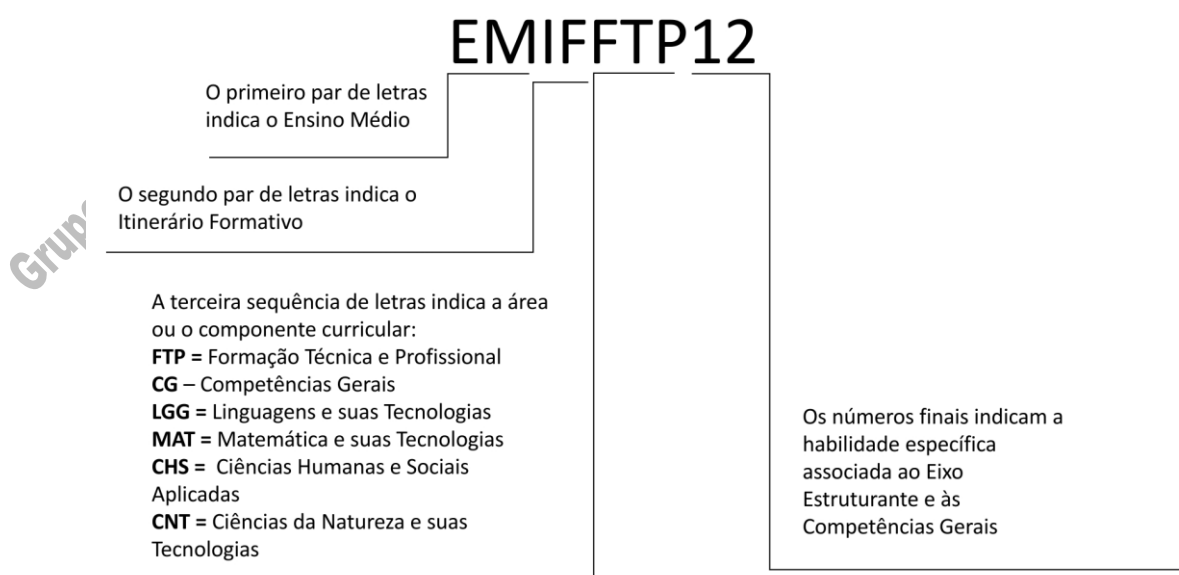 EMIFFTP12
O primeiro par de letras
indica o Ensino Médio
O segundo par de letras indica o
Itinerário Formativo
A terceira sequência de letras indica a área
ou o componente curricular:
FTP = Formação Técnica e Profissional
CG – Competências Gerais
LGG = Linguagens e suas Tecnologias
MAT = Matemática e suas Tecnologias
CHS = Ciências Humanas e Sociais
Aplicadas
CNT = Ciências da Natureza e suas
Tecnologias
Os números finais indicam a
habilidade específica
associada ao Eixo
Estruturante e às
Competências Gerais